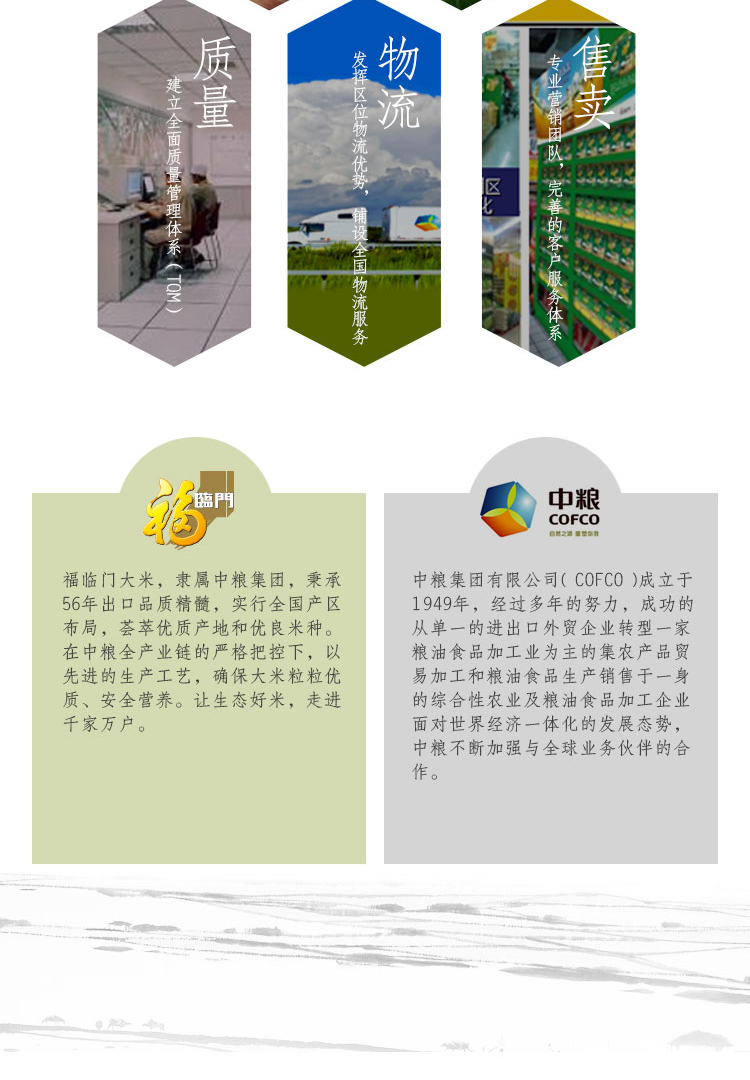 质量
建立全面质量管理体系(TQM)
物流
发挥区位物流优势，铺设全国物流服务
售卖
专业营销团队，完善的客户服务体系
区
福
臨門
中粮
COFCO
自然之源 重塑你我
福临门大米，隶属中粮集团，秉承
56年出口品质精髓，实行全国产区
布局，荟萃优质产地和优良米种。
在中粮全产业链的严格把控下，以
先进的生产工艺，确保大米粒粒优
质、安全营养。让生态好米，走进
千家万户。
中粮集团有限公司( COFCO )成立于
1949年，经过多年的努力，成功的
从单一的进出口外贸企业转型一家
粮油食品加工业为主的集农产品贸
易加工和粮油食品生产销售于一身
的综合性农业及粮油食品加工企业
面对世界经济一体化的发展态势，
中粮不断加强与全球业务伙伴的合
作。